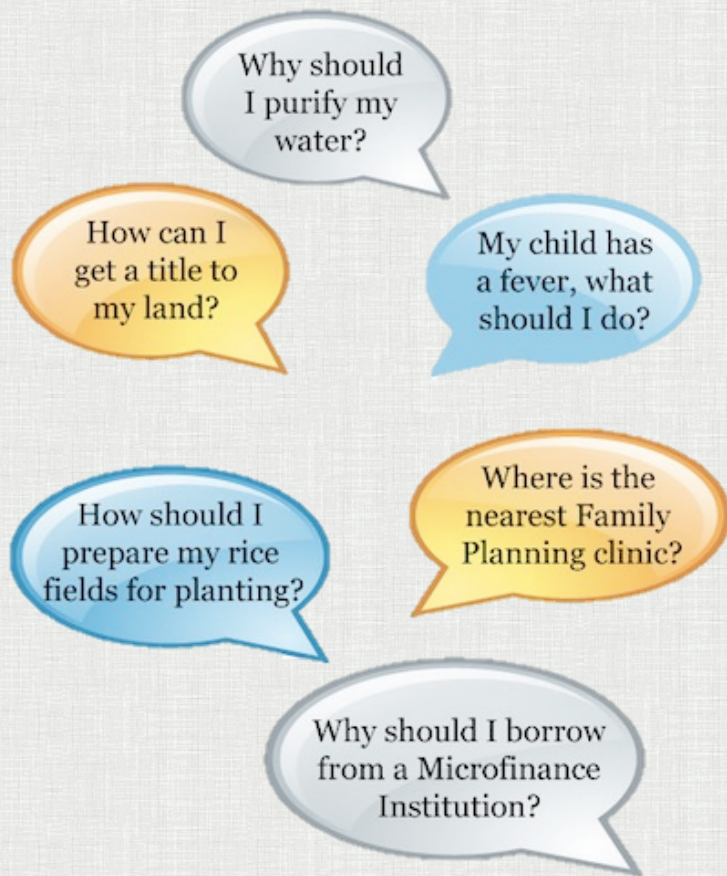 Why should
I purify my
water?
How can I
get a title to
my land?
My child has
a fever, what
should I do?
How should I
prepare my rice
fields for planting?
Where is the
nearest Family
Planning clinic?
Why should I borrow
from a Microfinance
Institution?